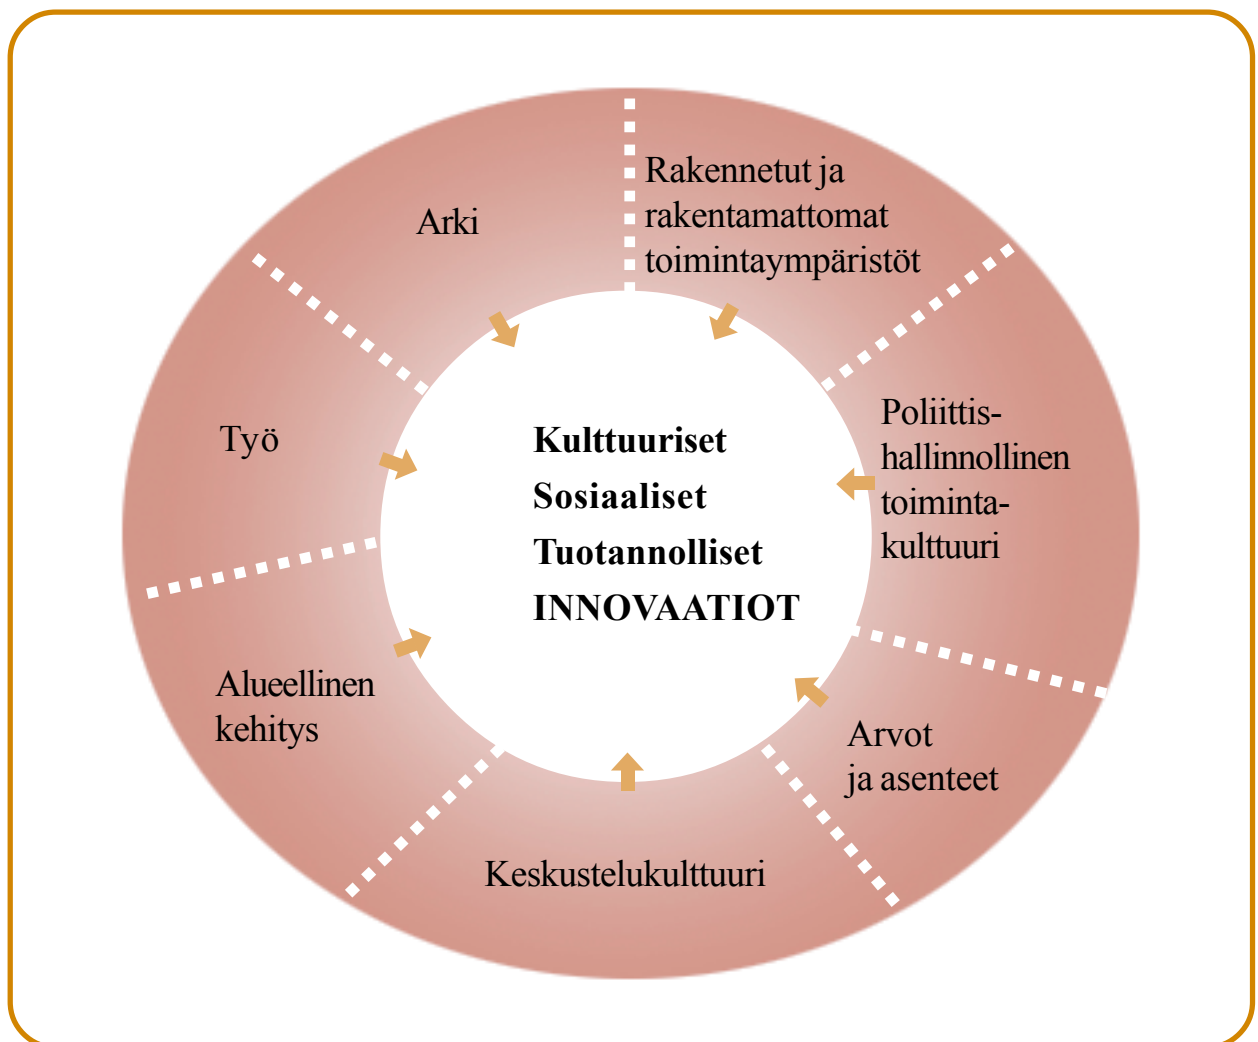 Arki
Rakennetut ja
rakentamattomat
toimintaympäristöt
Poliittis-
hallinnollinen
toiminta-
kulttuuri
Arvot
ja asenteet
Keskustelukulttuuri
Alueellinen
kehitys
Työ
Kulttuuriset
Sosiaaliset
Tuotannolliset
INNOVAATIOT